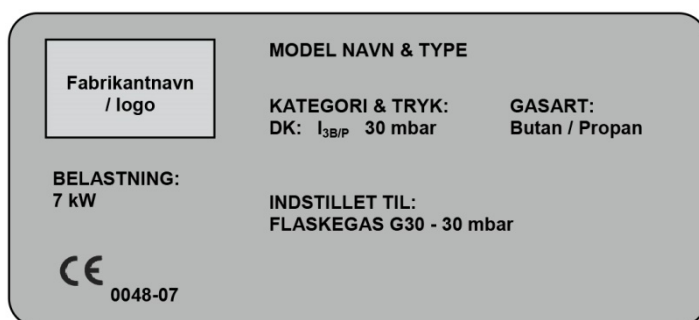 Fabrikantnavn
/ logo
MODEL NAVN & TYPE
KATEGORI & TRYK:
DK: I3B/P 30 mbar
GASART:
Butan / Propan
BELASTNING:
7 kW
INDSTILLET TIL:
FLASKEGAS G30 - 30 mbar
CE
0048-07